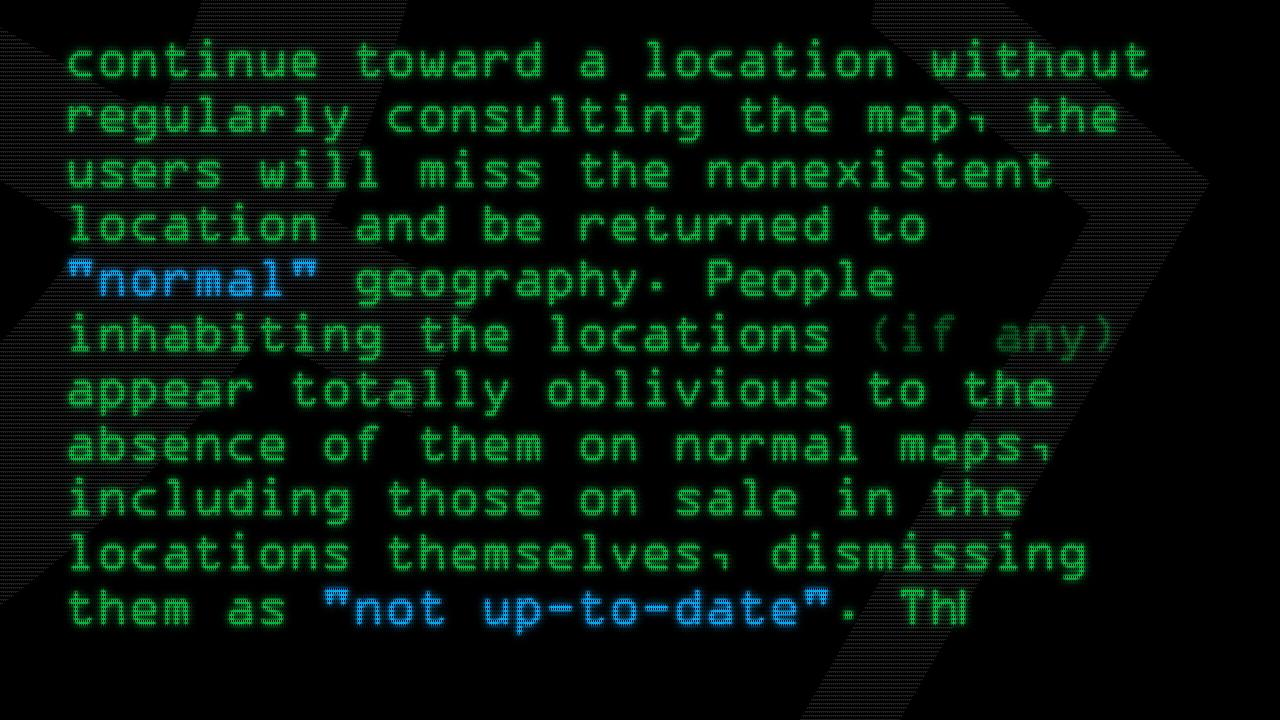 continue toward a location without
regularly consulting the map, the
users will miss the nonexistent
location and be returned to
"normal" geography. People
inhabiting the locations (if any)
appear totally oblivious to the
absence of them on normal maps,
including those on sale in the
locations themselves, dismissing
them as "not up-to-date". Th